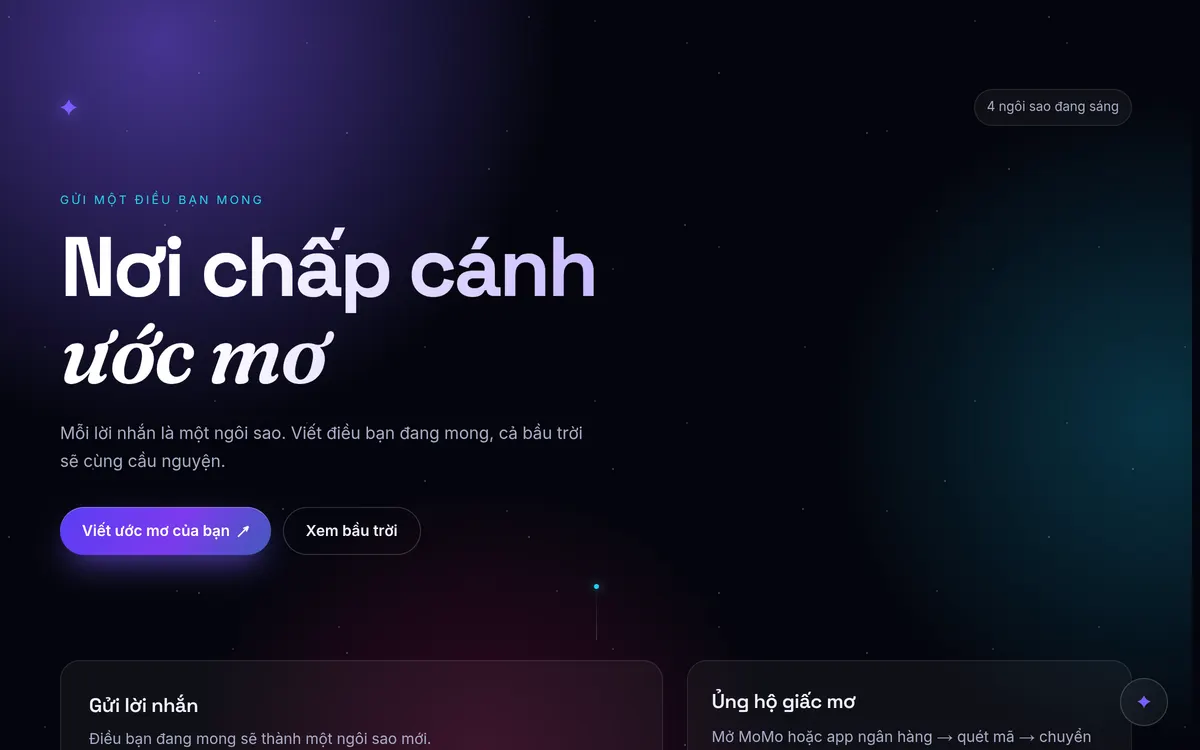 4 ngôi sao đang sáng
GỬI MỘT ĐIỀU BẠN MONG
Nơi chấp cánh
ước mơ
Mỗi lời nhắn là một ngôi sao. Viết điều bạn đang mong, cả bầu trời
sẽ cùng cầu nguyện.
Viết ước mơ của bạn ↗
Xem bầu trời
Gửi lời nhắn
Điều bạn đang mong sẽ thành một ngôi sao mới.
Ủng hộ giấc mơ
Mở MoMo hoặc app ngân hàng → quét mã → chuyển